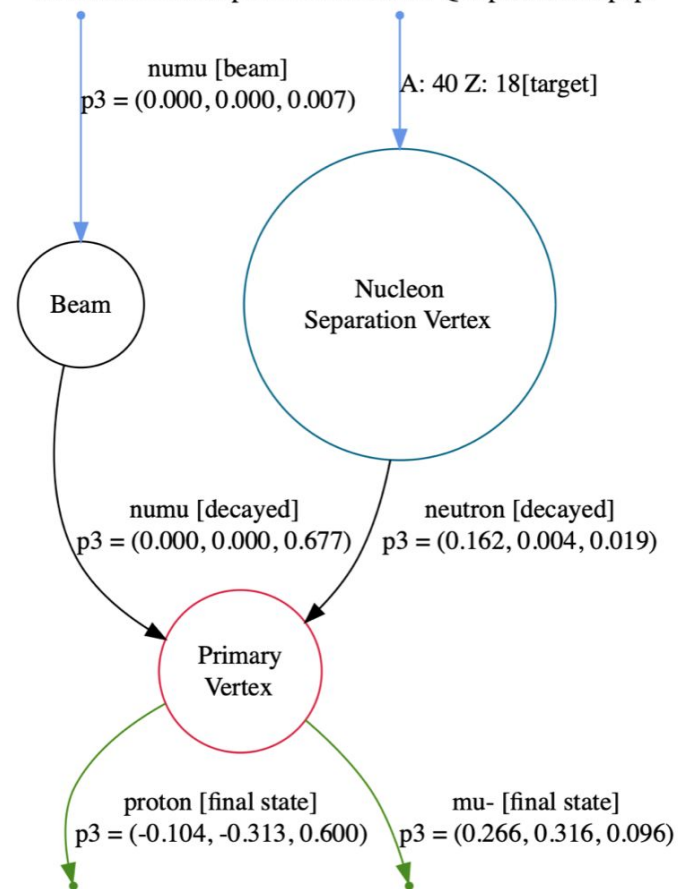 numu [beam]
p3 = (0.000, 0.000, 0.007)
A: 40 Z: 18[target]
Beam
Nucleon
Separation Vertex
numu [decayed]
p3 = (0.000, 0.000, 0.677)
neutron [decayed]
p3 = (0.162, 0.004, 0.019)
Primary
Vertex
proton [final state]
p3 = (-0.104, -0.313, 0.600)
mu- [final state]
p3 = (0.266, 0.316, 0.096)